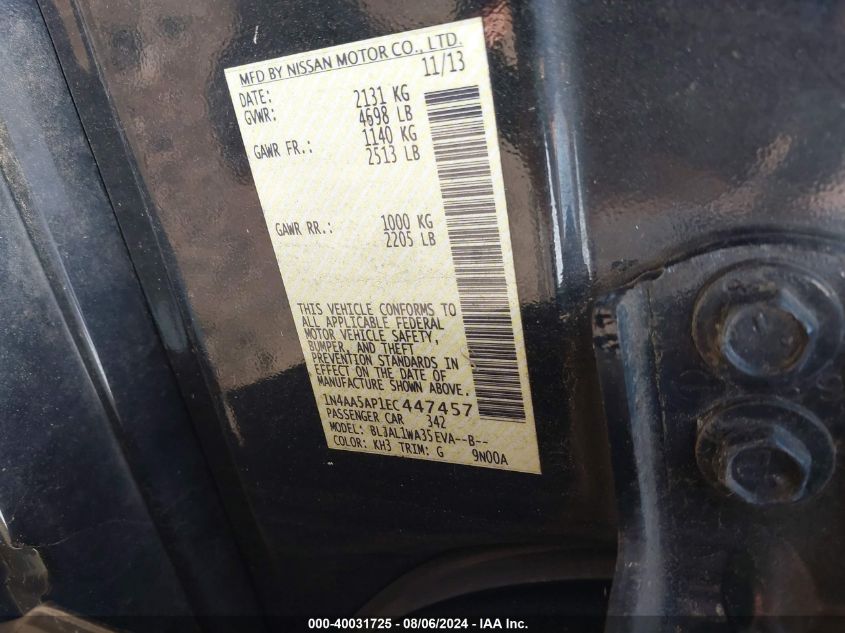 MFD BY NISSAN MOTOR CO., LTD.
DATE: 11/13
GVWR: 2131 KG
4698 LB
GAWR FR.: 1140 KG
2513 LB
GAWR RR.: 1000 KG
2205 LB
THIS VEHICLE CONFORMS TO
ALL APPLICABLE FEDERAL
MOTOR VEHICLE SAFETY,
BUMPER, AND THEFT
PREVENTION STANDARDS IN
EFFECT ON THE DATE OF
MANUFACTURE SHOWN ABOVE.
1N4AA5AP1EC447457
PASSENGER CAR 342
MODEL: BL3AL1WA35EVA--B--
COLOR: KH3 TRIM: G 9N00A
000-40031725 - 08/06/2024 - IAA Inc.